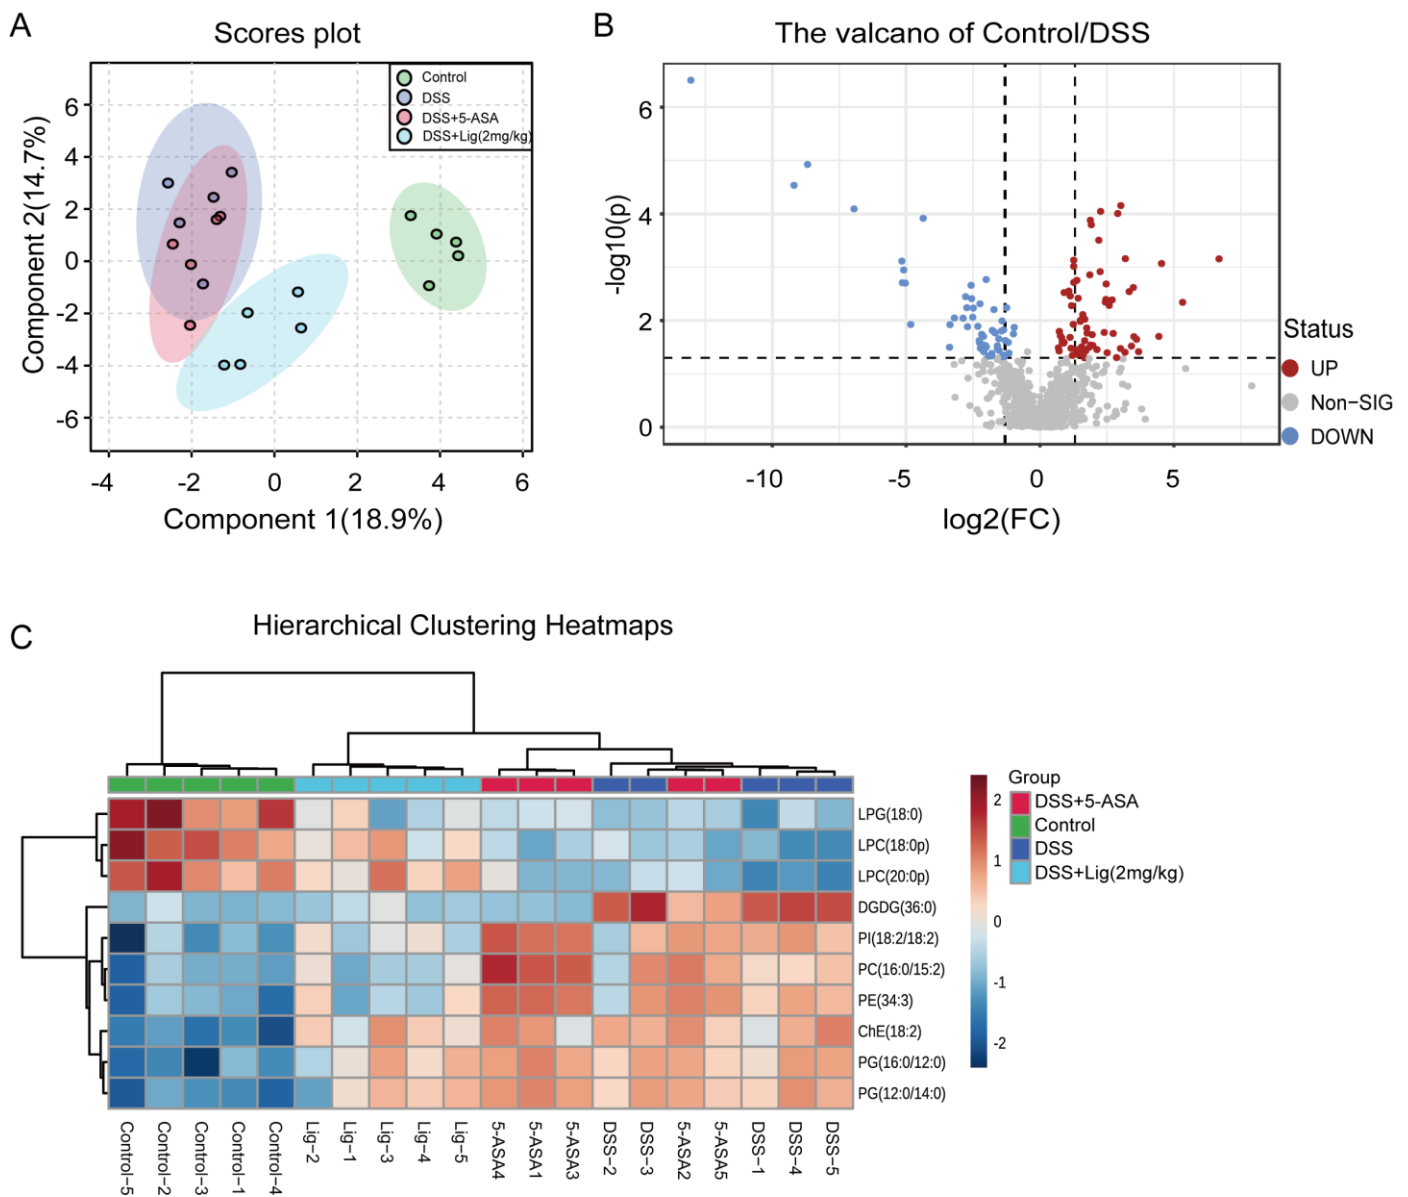 A
Scores plot
Control
DSS
DSS+5-ASA
DSS+Lig(2mg/kg)
Component 2(14.7%)
6
4
2
0
-2
-4
-6
-4
-2
0
2
4
6
Component 1(18.9%)
B
The valcano of Control/DSS
-log10(p)
6
4
2
0
-10
-5
0
5
log2(FC)
Status
UP
Non-SIG
DOWN
C
Hierarchical Clustering Heatmaps
LPG(18:0)
LPC(18:0p)
LPC(20:0p)
DGDG(36:0)
PI(18:2/18:2)
PC(16:0/15:2)
PE(34:3)
ChE(18:2)
PG(16:0/12:0)
PG(12:0/14:0)
Control-5
Control-2
Control-3
Control-1
Control-4
Lig-2
Lig-1
Lig-3
Lig-4
Lig-5
5-ASA4
5-ASA1
5-ASA3
DSS-2
DSS-3
5-ASA2
5-ASA5
DSS-1
DSS-4
DSS-5
2
1
0
-1
-2
Group
DSS+5-ASA
Control
DSS
DSS+Lig(2mg/kg)